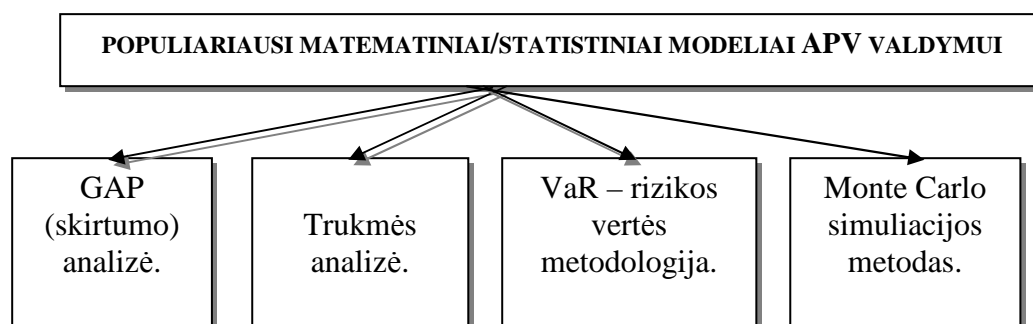 POPULIARIAUSI MATEMATINIAI/STATISTINIAI MODELIAI APV VALDYMUI
GAP
(skirtumo)
analizė.
Trukmės
analizė.
VaR – rizikos
vertės
metodologija.
Monte Carlo
simuliacijos
metodas.